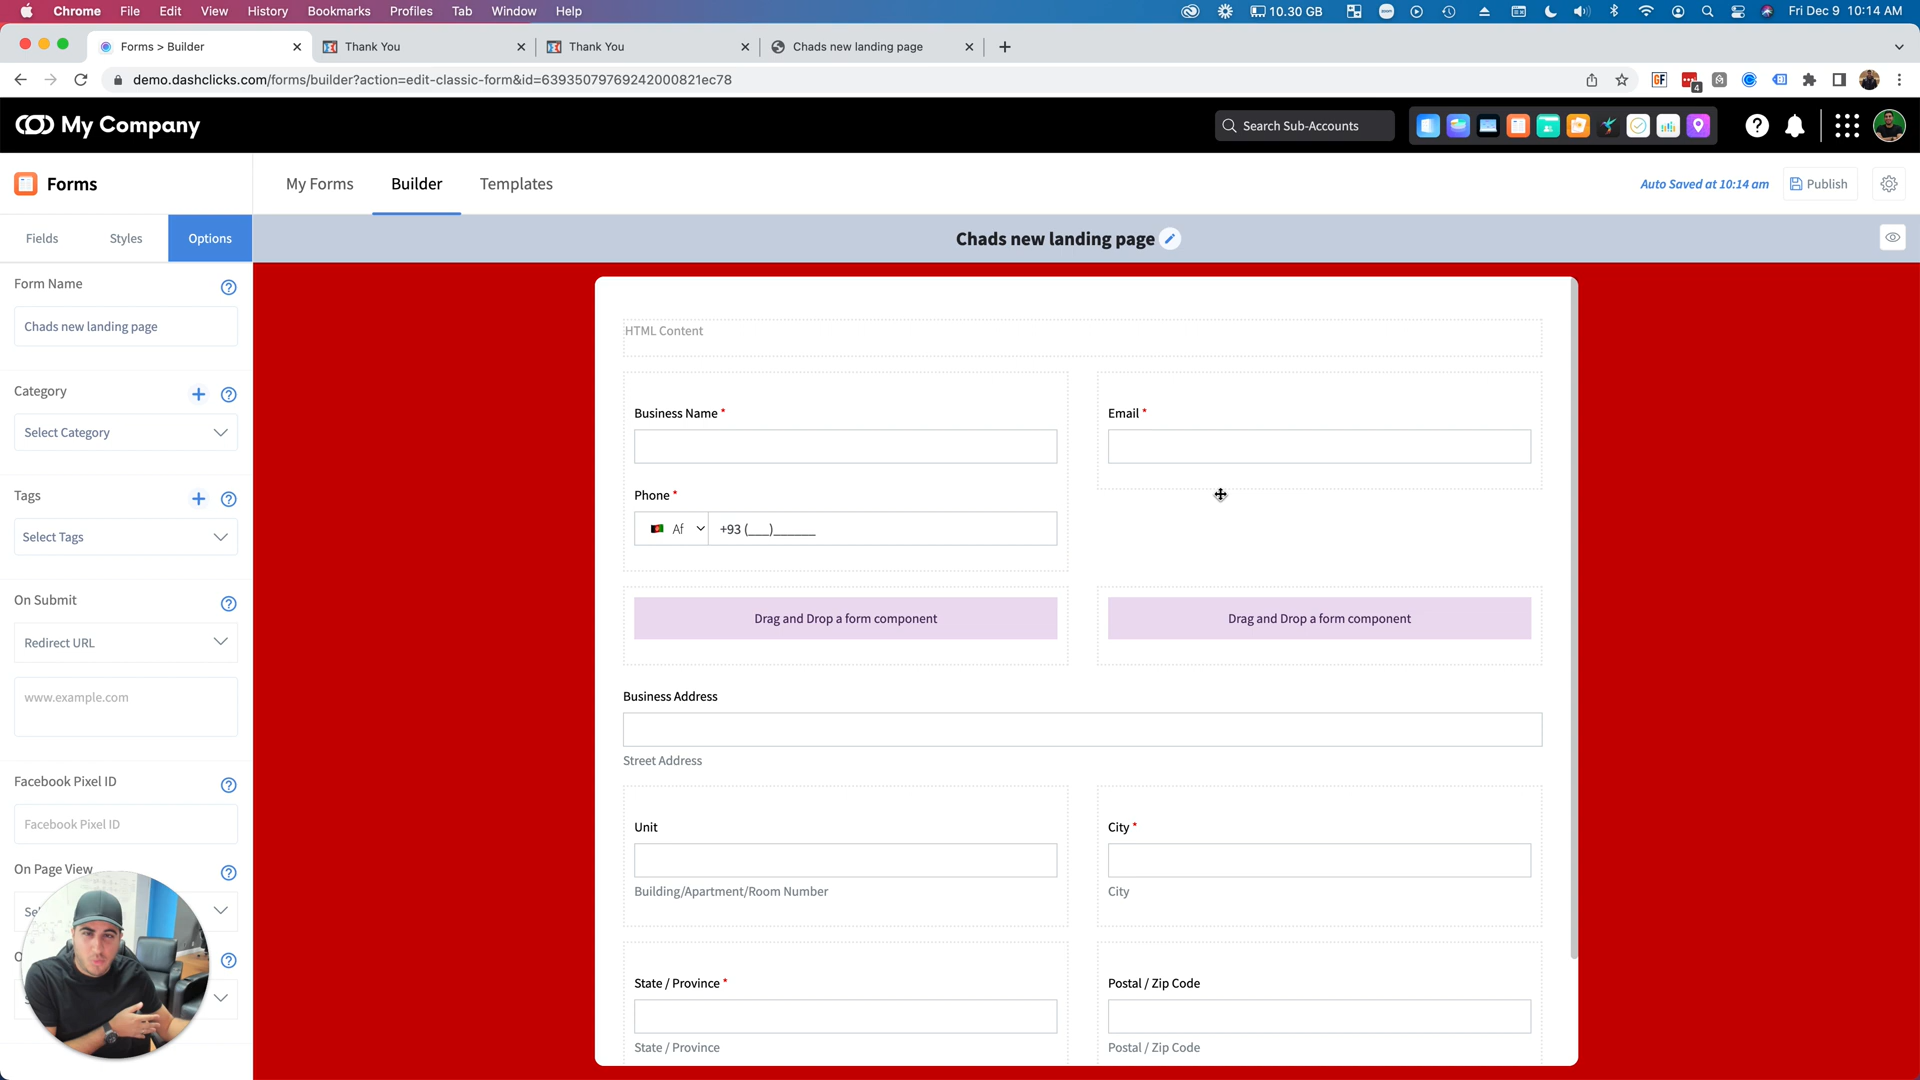 Chrome File Edit View History Bookmarks Profiles Tab Window Help 10.30 GB zoom Fri Dec 9 10:14 AM
Forms > Builder Thank You Thank You Chads new landing page
demo.dashclicks.com/forms/builder?action=edit-classic-form&id=63935079769242000821ec78 GF 4
My Company Search Sub-Accounts
Forms My Forms Builder Templates Auto Saved at 10:14 am Publish
Fields Styles Options Chads new landing page
Form Name
Chads new landing page
Category
Select Category
Tags
Select Tags
On Submit
Redirect URL
www.example.com
Facebook Pixel ID
Facebook Pixel ID
On Page View
HTML Content
Business Name * Email *
Phone *
Af +93 (___)______
Drag and Drop a form component Drag and Drop a form component
Business Address
Street Address
Unit City *
Building/Apartment/Room Number City
State / Province * Postal / Zip Code
State / Province Postal / Zip Code